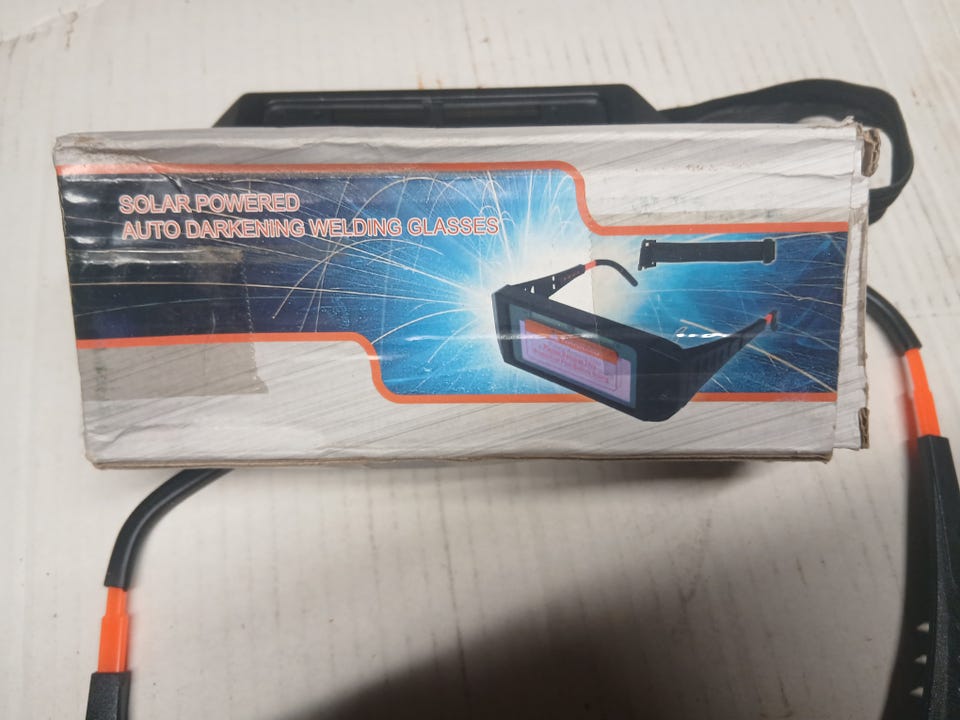 SOLAR POWERED
AUTO DARKENING WELDING GLASSES